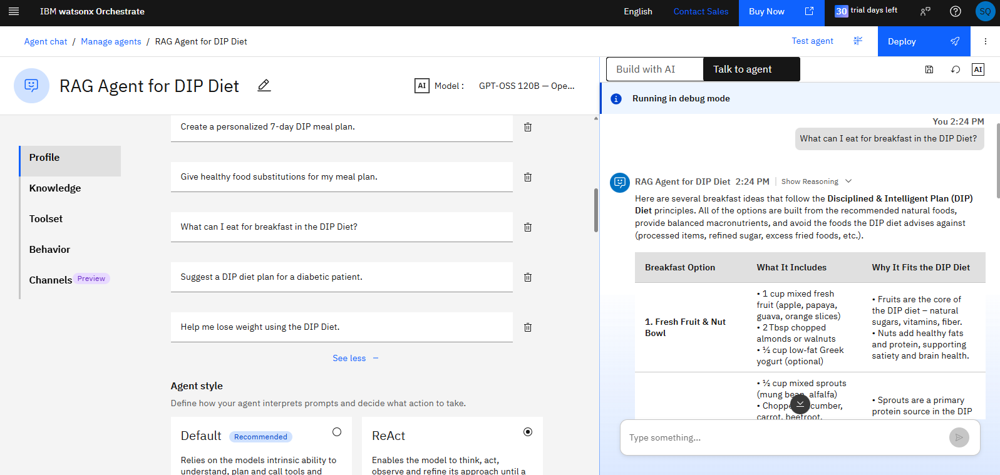 IBM watsonx Orchestrate
English
Contact Sales
Buy Now
30 trial days left
SQ
Agent chat / Manage agents / RAG Agent for DIP Diet
Test agent
Deploy
RAG Agent for DIP Diet
AI Model : GPT-OSS 120B — Ope...
Profile
Knowledge
Toolset
Behavior
Channels Preview
Create a personalized 7-day DIP meal plan.
Give healthy food substitutions for my meal plan.
What can I eat for breakfast in the DIP Diet?
Suggest a DIP diet plan for a diabetic patient.
Help me lose weight using the DIP Diet.
See less
Agent style
Define how your agent interprets prompts and decide what action to take.
Default Recommended
Relies on the models intrinsic ability to
understand, plan and call tools and
ReAct
Enables the model to think, act,
observe and refine its approach until a
Build with AI
Talk to agent
AI
Running in debug mode
You 2:24 PM
What can I eat for breakfast in the DIP Diet?
RAG Agent for DIP Diet 2:24 PM | Show Reasoning
Here are several breakfast ideas that follow the Disciplined & Intelligent Plan (DIP)
Diet principles. All of the options are built from the recommended natural foods,
provide balanced macronutrients, and avoid the foods the DIP diet advises against
(processed items, refined sugar, excess fried foods, etc.).
Breakfast Option
What It Includes
Why It Fits the DIP Diet
1. Fresh Fruit & Nut
Bowl
• 1 cup mixed fresh
fruit (apple, papaya,
guava, orange slices)
• 2 Tbsp chopped
almonds or walnuts
• ½ cup low-fat Greek
yogurt (optional)
• Fruits are the core of
the DIP diet – natural
sugars, vitamins, fiber.
• Nuts add healthy fats
and protein, supporting
satiety and brain health.
• ½ cup mixed sprouts
(mung bean, alfalfa)
• Chopped cucumber,
carrot, beetroot,
• Sprouts are a primary
protein source in the DIP
Type something...